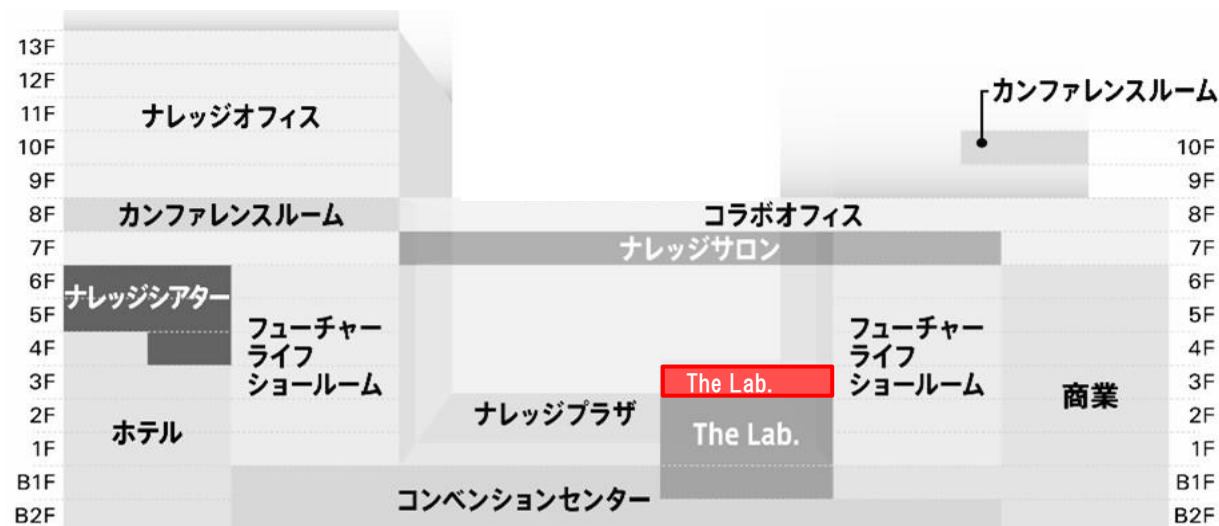 13F
12F
カンファレンスルーム
11F
ナレッジオフィス
10F
10F
9F
9F
8F
カンファレンスルーム
コラボオフィス
8F
7F
ナレッジサロン
7F
6F
ナレッジシアター
6F
5F
フューチャー
ライフ
ショールーム
フューチャー
ライフ
ショールーム
5F
4F
4F
3F
The Lab.
3F
商業
2F
ホテル
ナレッジプラザ
The Lab.
2F
1F
1F
B1F
コンベンションセンター
B1F
B2F
B2F